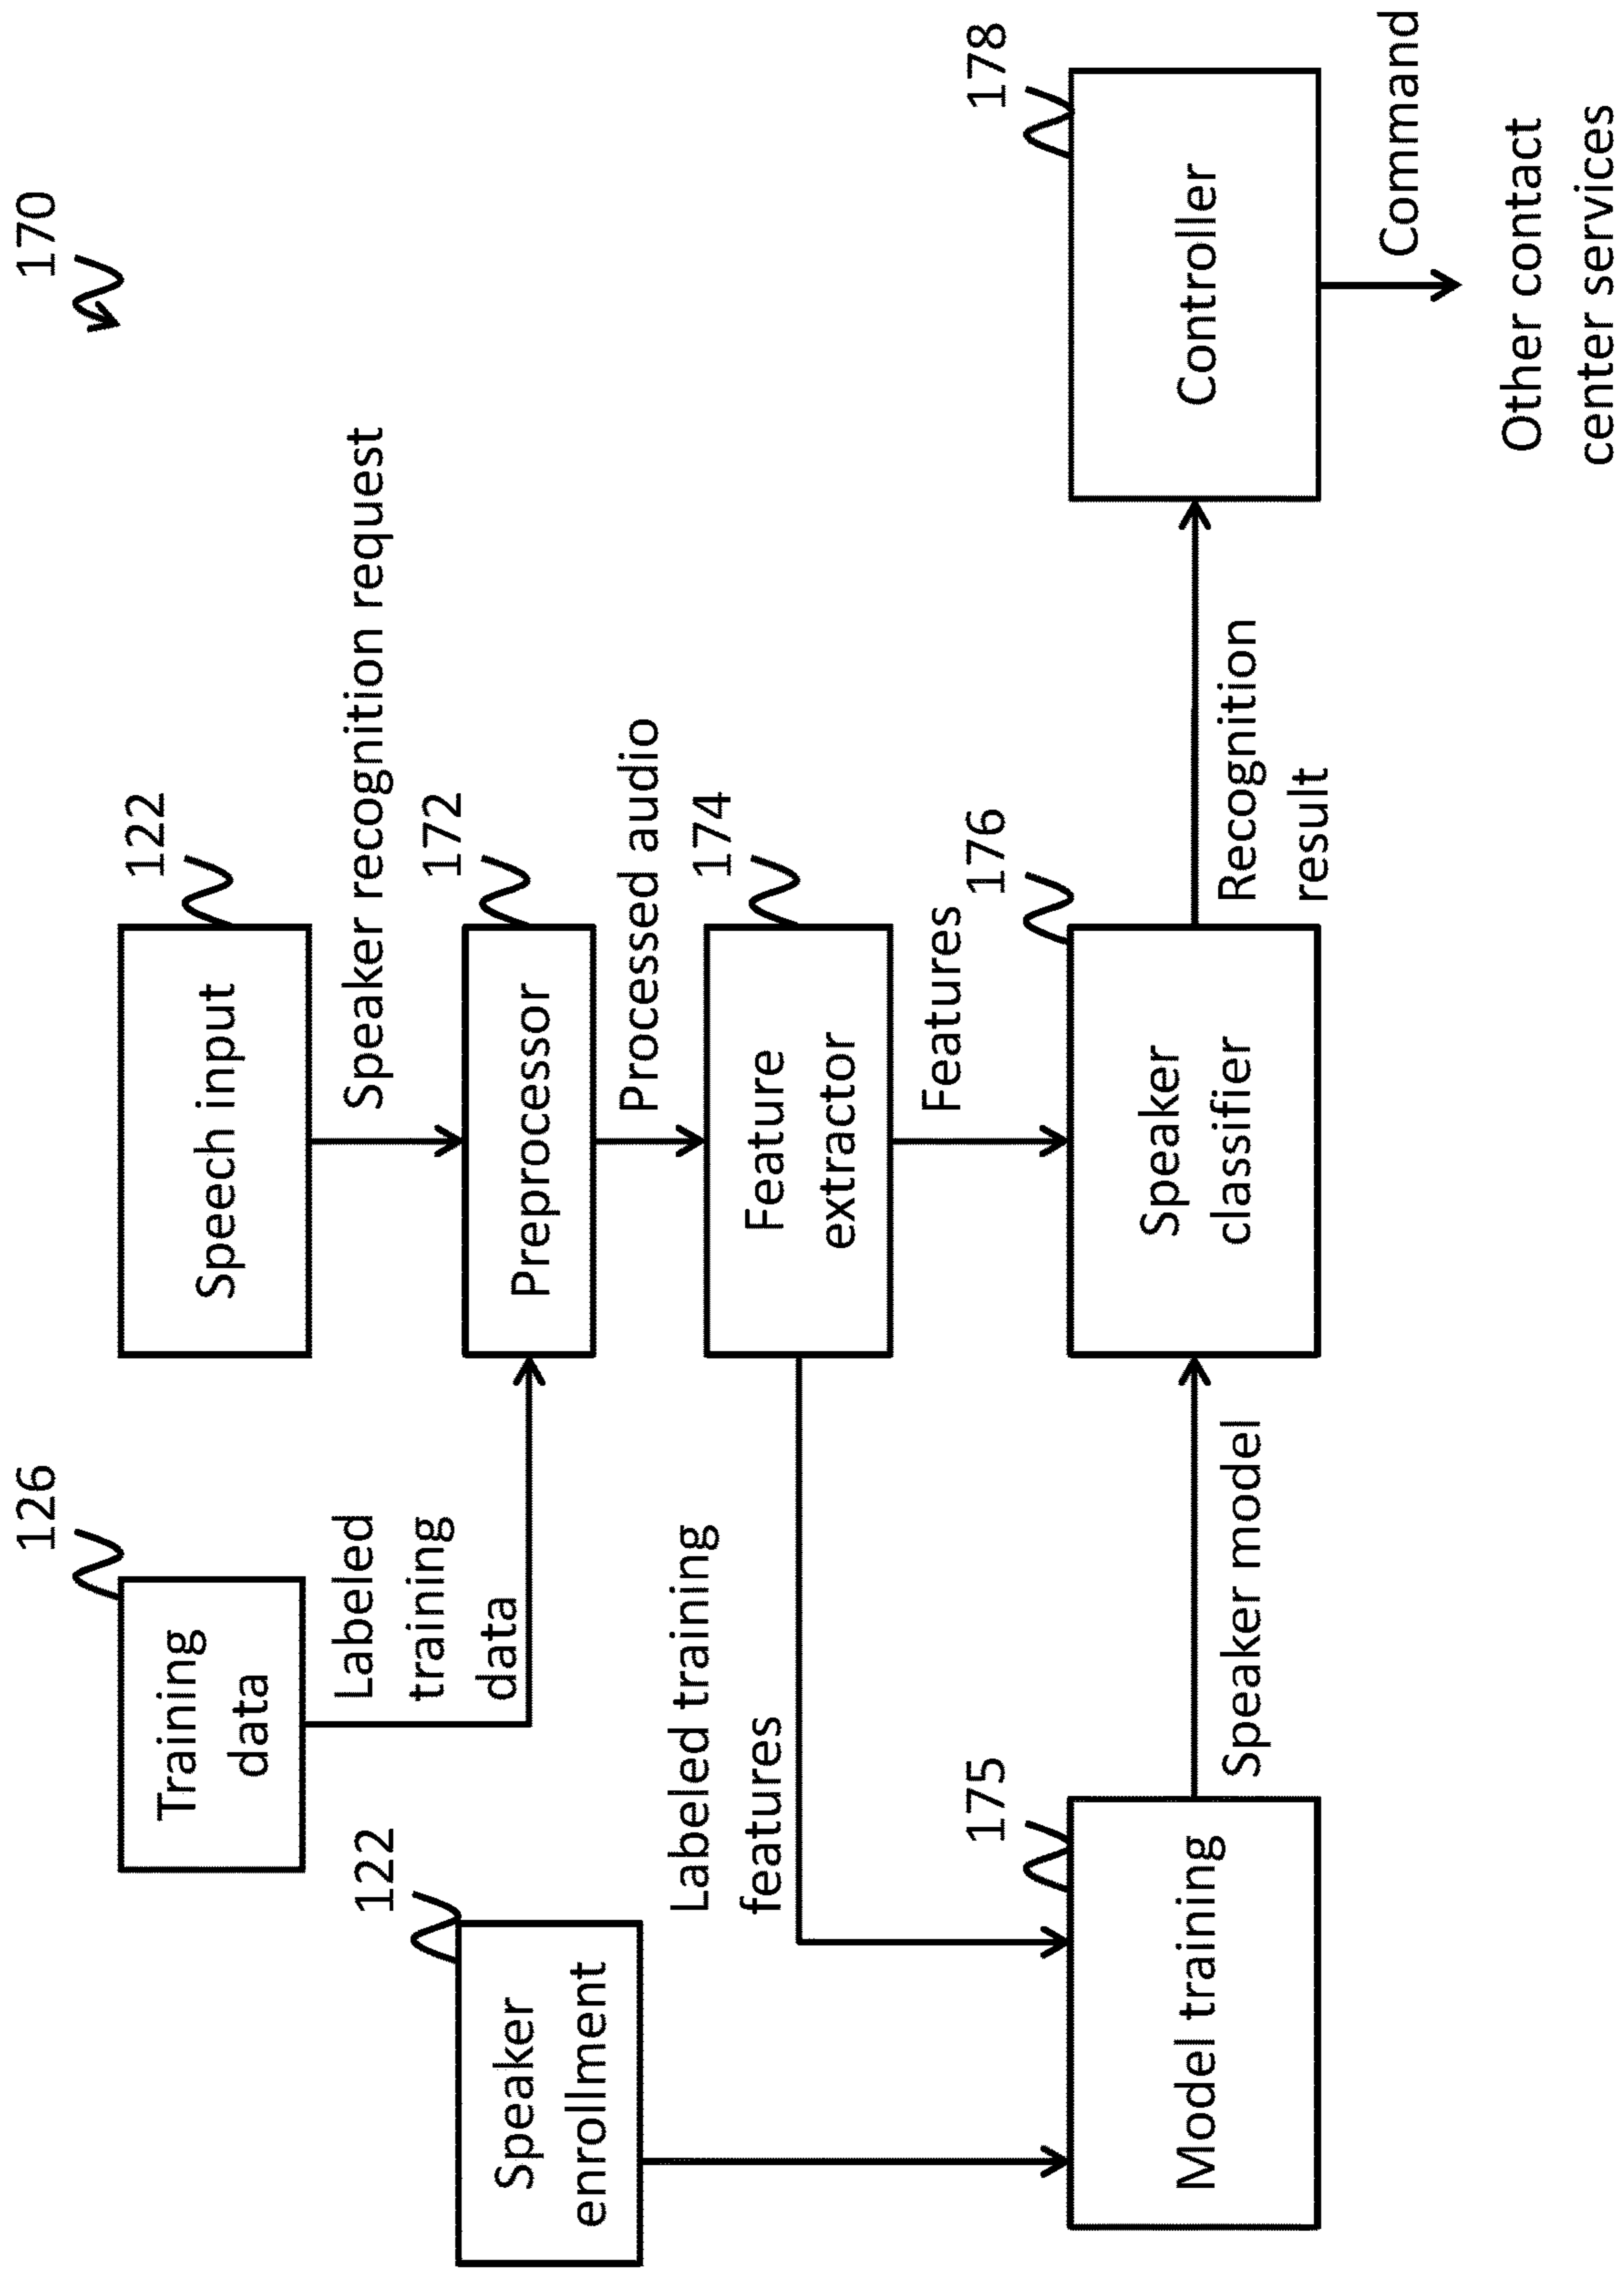 170
126
Training
data
Labeled
training
data
122
Speech input
Speaker recognition request
122
Speaker
enrollment
172
Preprocessor
Processed audio
Labeled training
features
174
Feature
extractor
Features
175
Model training
Speaker model
176
Speaker
classifier
Recognition
result
178
Controller
Command
Other contact
center services